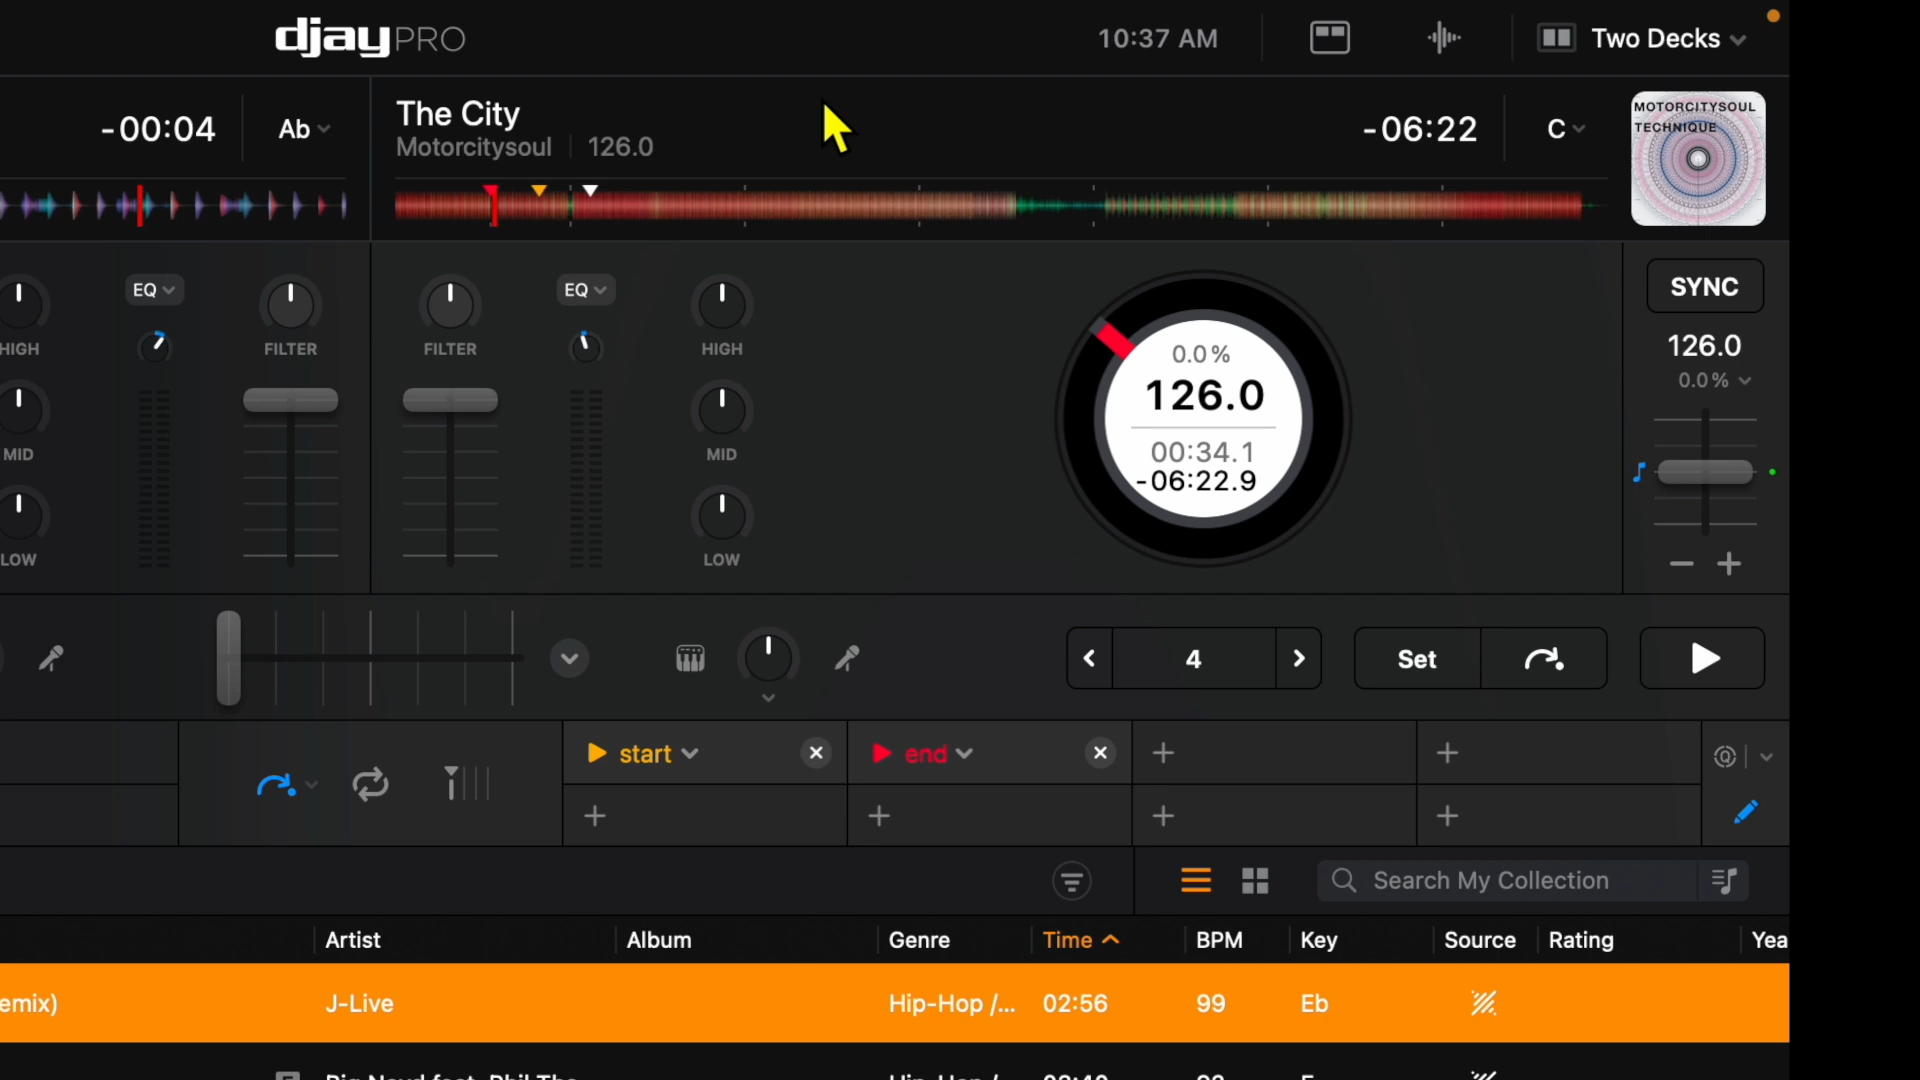 djay PRO
10:37 AM
Two Decks
-00:04
Ab
The City
Motorcitysoul
126.0
-06:22
C
MOTORCITYSOUL
TECHNIQUE
HIGH
MID
LOW
EQ
FILTER
FILTER
EQ
HIGH
MID
LOW
0.0%
126.0
00:34.1
-06:22.9
SYNC
126.0
0.0%
4
Set
start
end
Q
Search My Collection
Artist
Album
Genre
Time
BPM
Key
Source
Rating
Yea
emix)
J-Live
Hip-Hop /...
02:56
99
Eb